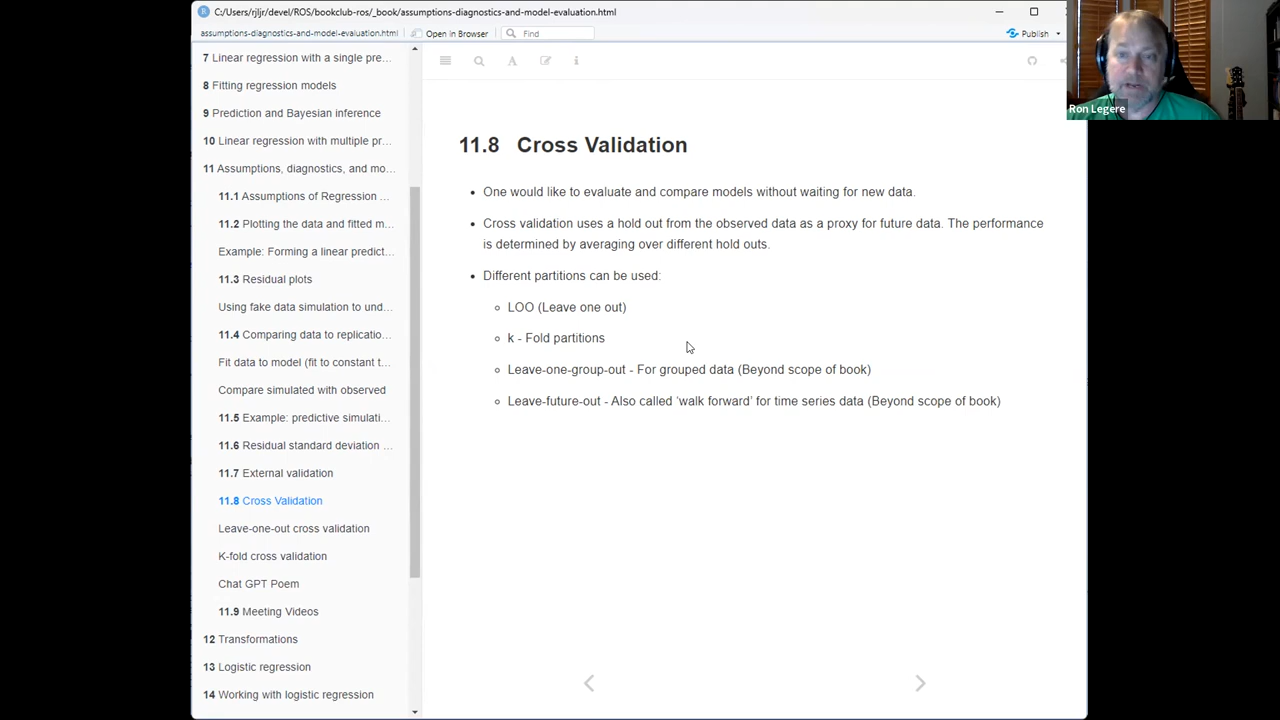 C:/Users/rjljr/devel/ROS/bookclub-ros/_book/assumptions-diagnostics-and-model-evaluation.html
assumptions-diagnostics-and-model-evaluation.html
Open in Browser
Find
Publish
Ron Legere
7 Linear regression with a single pre...
8 Fitting regression models
9 Prediction and Bayesian inference
10 Linear regression with multiple pr...
11 Assumptions, diagnostics, and mo...
11.1 Assumptions of Regression ...
11.2 Plotting the data and fitted m...
Example: Forming a linear predict...
11.3 Residual plots
Using fake data simulation to und...
11.4 Comparing data to replicatio...
Fit data to model (fit to constant t...
Compare simulated with observed
11.5 Example: predictive simulati...
11.6 Residual standard deviation ...
11.7 External validation
11.8 Cross Validation
Leave-one-out cross validation
K-fold cross validation
Chat GPT Poem
11.9 Meeting Videos
12 Transformations
13 Logistic regression
14 Working with logistic regression
11.8 Cross Validation
• One would like to evaluate and compare models without waiting for new data.
• Cross validation uses a hold out from the observed data as a proxy for future data. The performance
is determined by averaging over different hold outs.
• Different partitions can be used:
◦ LOO (Leave one out)
◦ k - Fold partitions
◦ Leave-one-group-out - For grouped data (Beyond scope of book)
◦ Leave-future-out - Also called ‘walk forward’ for time series data (Beyond scope of book)